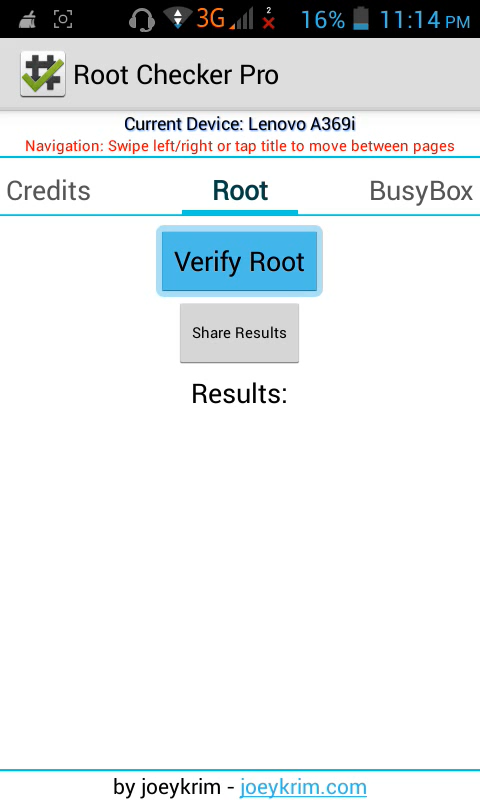 3G 2 16% 11:14 PM
Root Checker Pro
Current Device: Lenovo A369i
Navigation: Swipe left/right or tap title to move between pages
Credits Root BusyBox
Verify Root
Share Results
Results:
by joeykrim - joeykrim.com